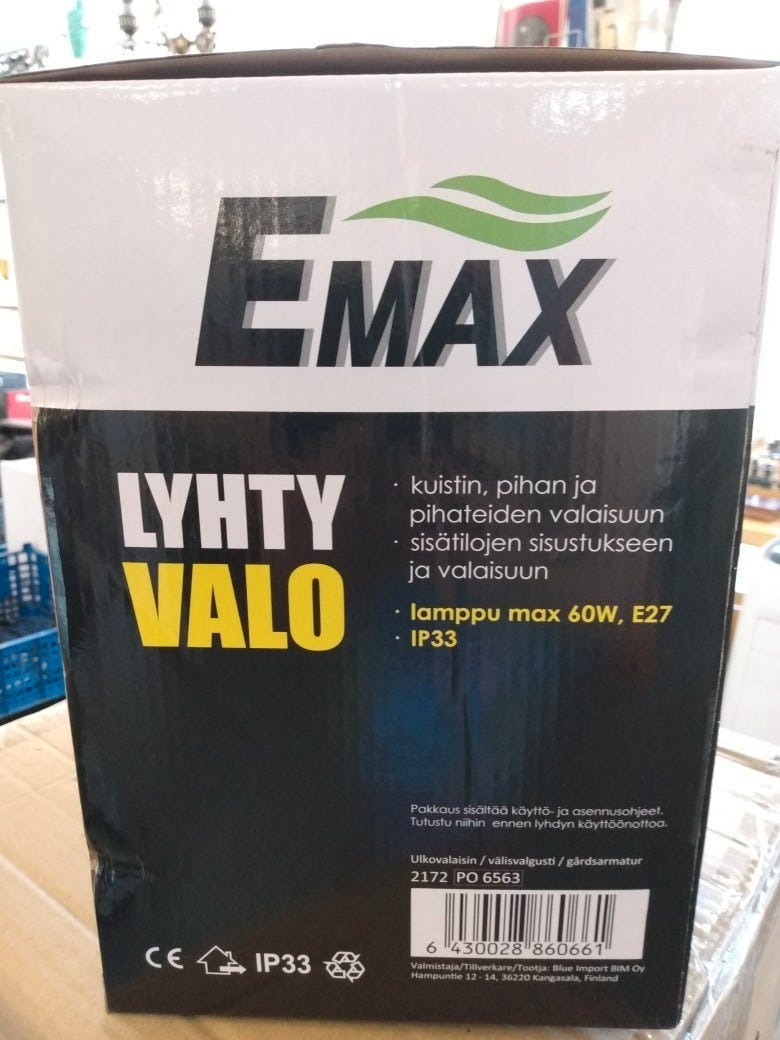 EMAX
LYHTY
VALO
· kuistin, pihan ja
pihateiden valaisuun
· sisätilojen sisustukseen
ja valaisuun
· lamppu max 60W, E27
· IP33
Pakkaus sisältää käyttö- ja asennusohjeet.
Tutustu niihin ennen lyhdyn käyttöönottoa.
Ulkovalaisin / välisvalgusti / gårdsarmatur
2172 PO 6563
6 430028 860661
Valmistaja/Tillverkare/Tootja: Blue Import BIM Oy
Hampuntie 12 - 14, 36220 Kangasala, Finland
CE IP33